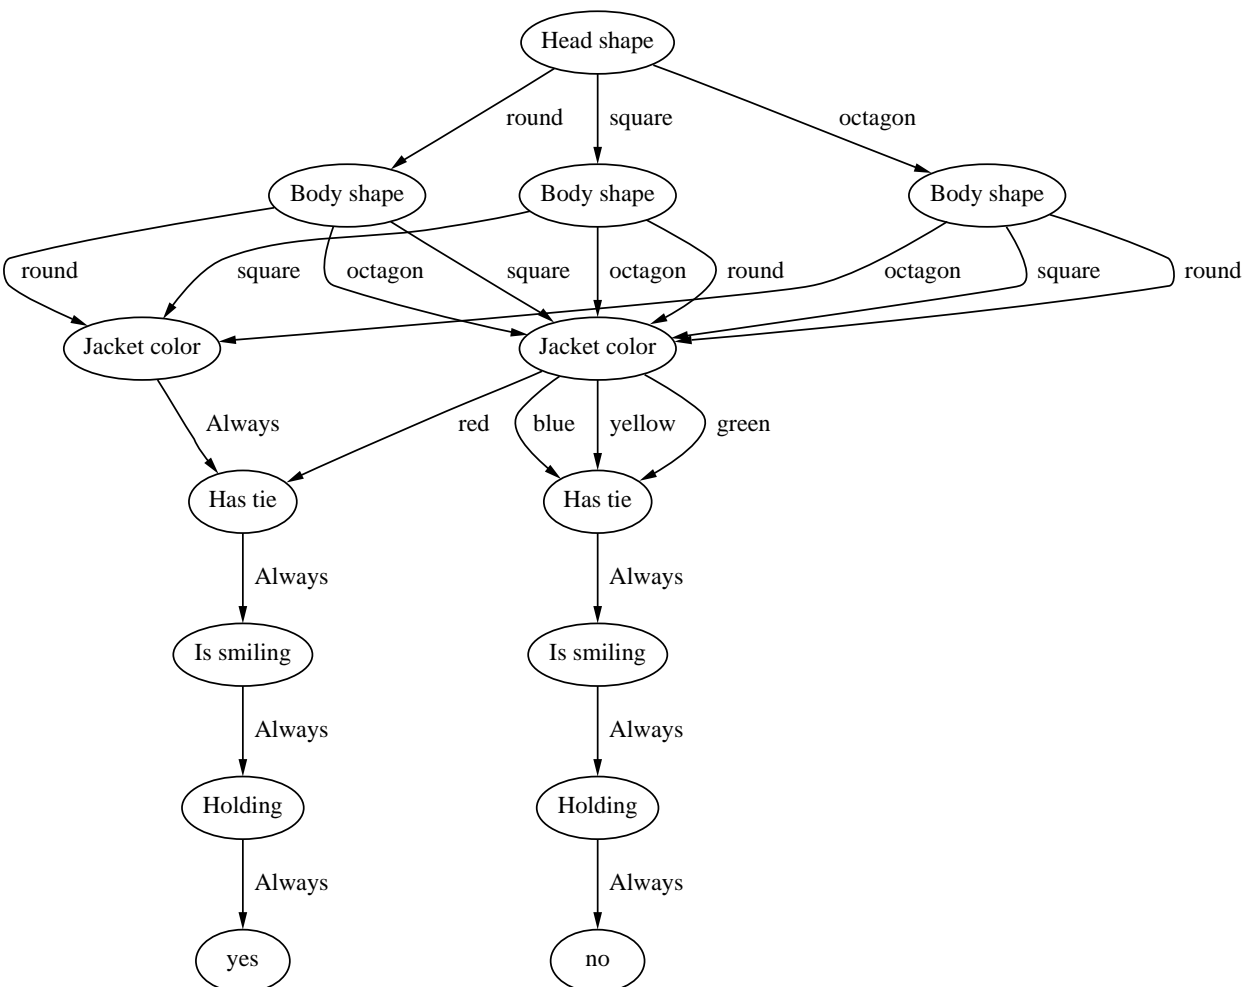 Head shape
round
square
octagon
Body shape
Body shape
Body shape
round
square
octagon
square
octagon
round
octagon
square
round
Jacket color
Jacket color
Always
red
blue
yellow
green
Has tie
Has tie
Always
Always
Is smiling
Is smiling
Always
Always
Holding
Holding
Always
Always
yes
no